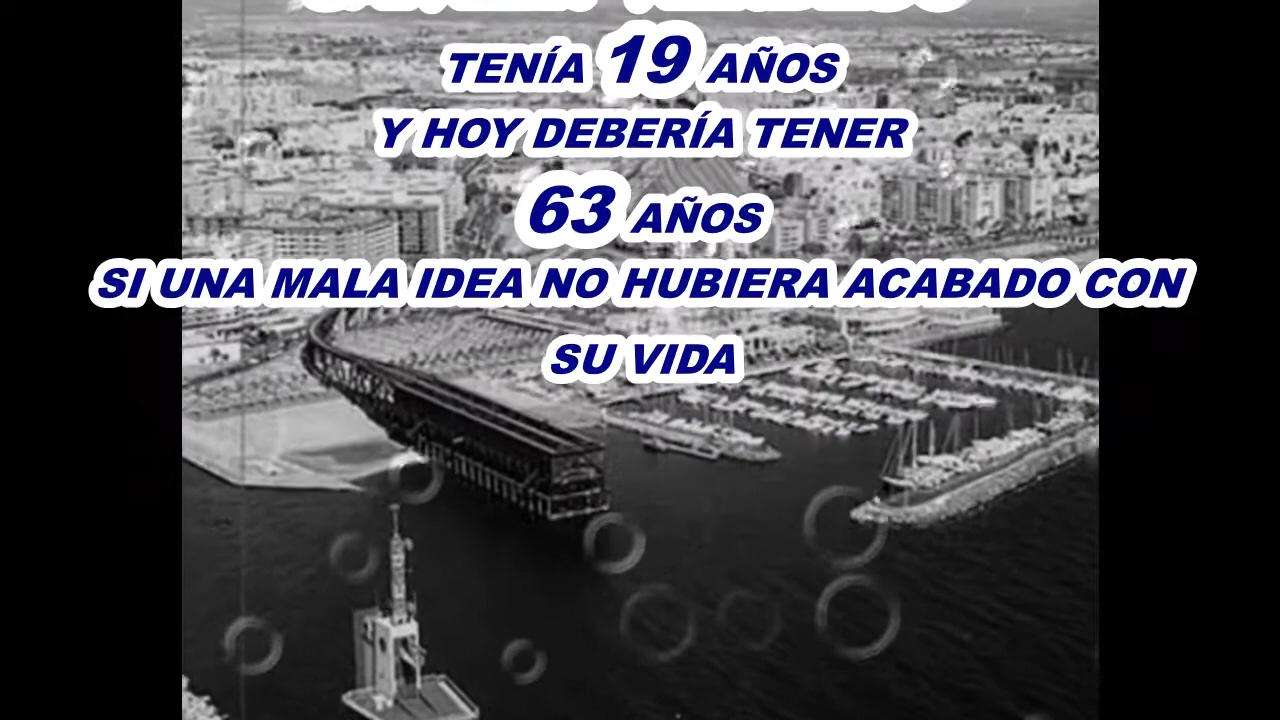 TENÍA 19 AÑOS
Y HOY DEBERÍA TENER
63 AÑOS
SI UNA MALA IDEA NO HUBIERA ACABADO CON
SU VIDA